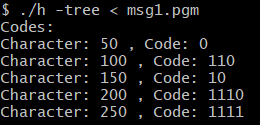 $ ./h -tree < msg1.pgm
Codes:
Character: 50 , Code: 0
Character: 100 , Code: 110
Character: 150 , Code: 10
Character: 200 , Code: 1110
Character: 250 , Code: 1111